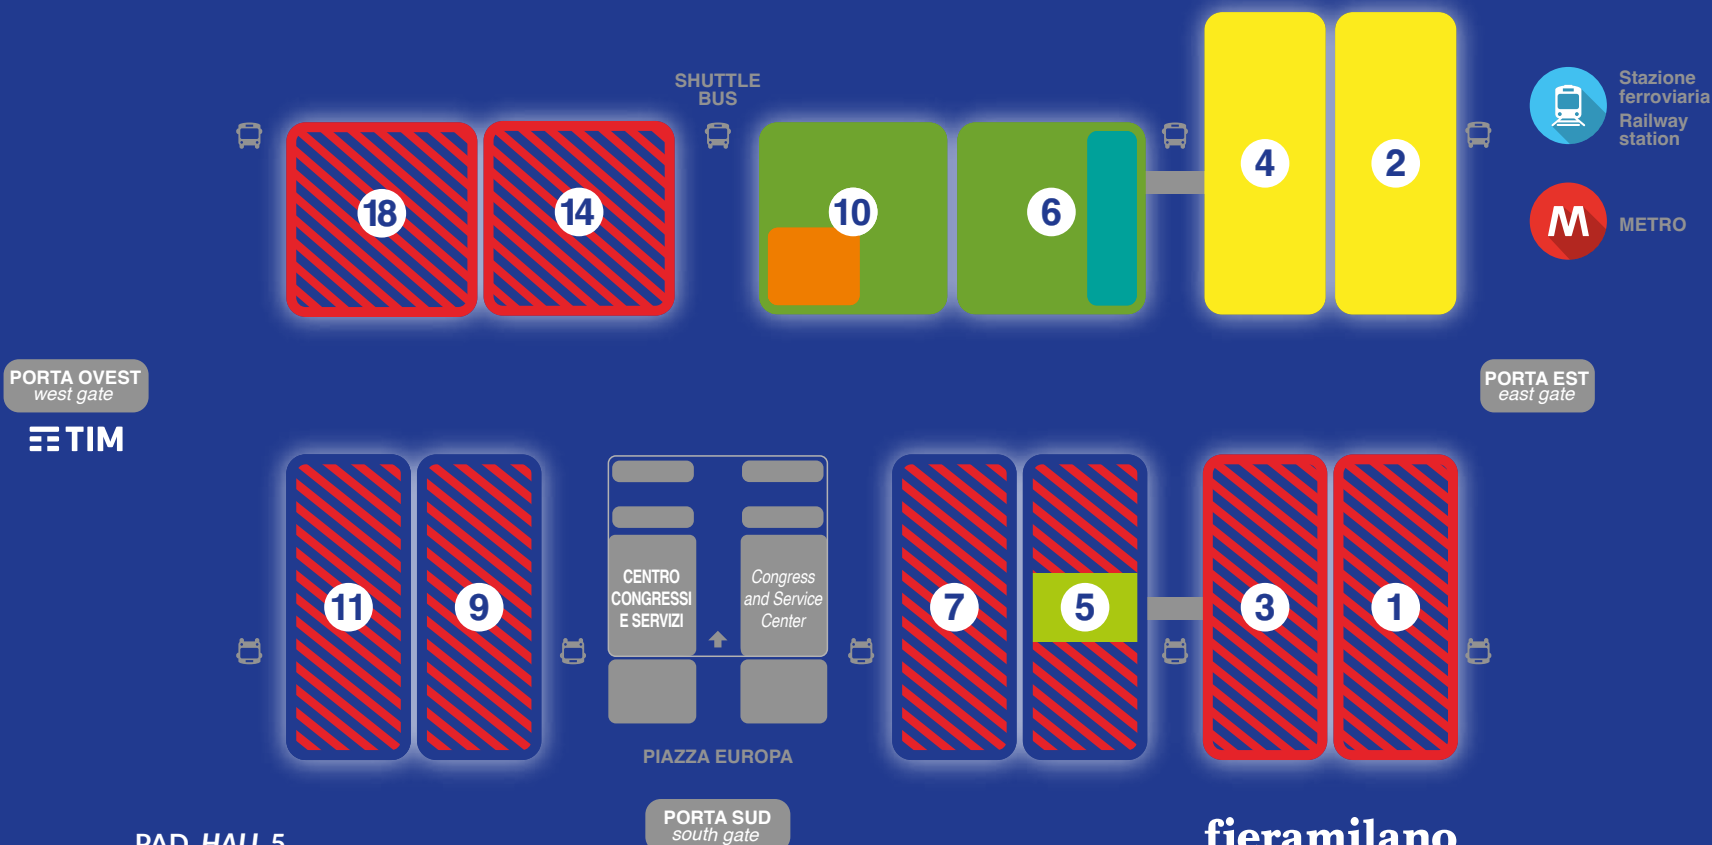 SHUTTLE
BUS
Stazione
ferroviaria
Railway
station
M
METRO
18
14
10
6
4
2
PORTA OVEST
west gate
TIM
PORTA EST
east gate
11
9
CENTRO
CONGRESSI
E SERVIZI
Congress
and Service
Center
7
5
3
1
PIAZZA EUROPA
PORTA SUD
south gate
PAD. HALL 5
fieramilano